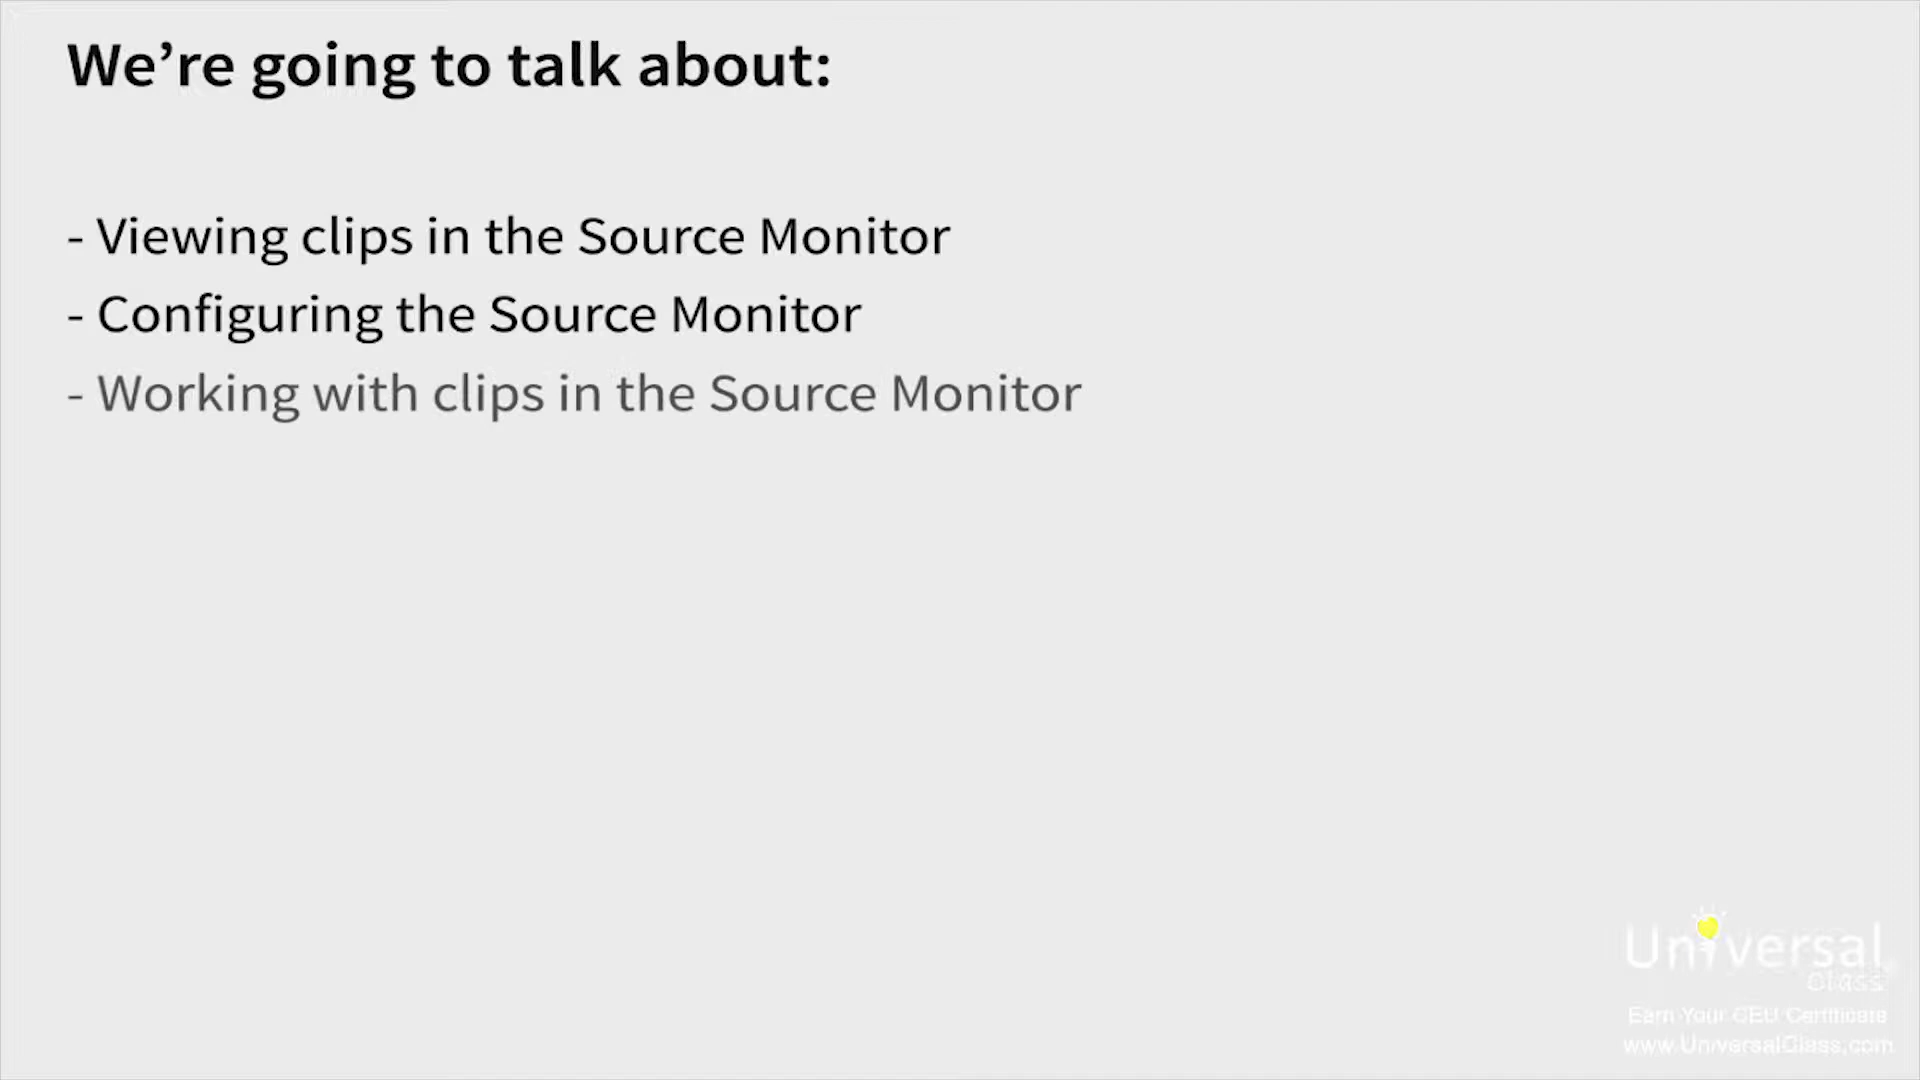 We’re going to talk about:
- Viewing clips in the Source Monitor
- Configuring the Source Monitor
- Working with clips in the Source Monitor
Universal
Class
Earn Your CEU Certificate
www.UniversalClass.com